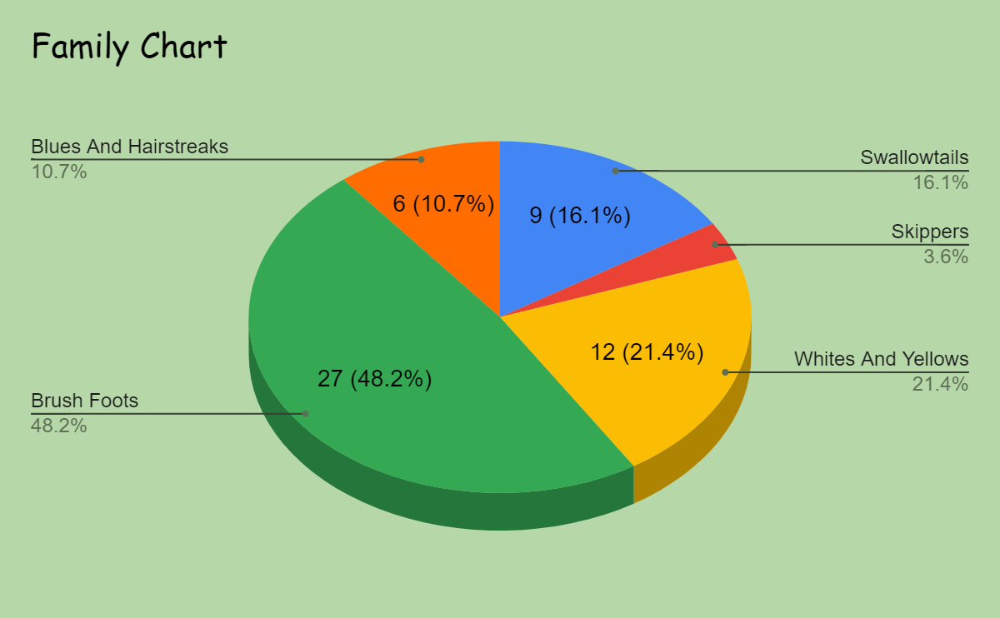 Family Chart
Blues And Hairstreaks
10.7%
Swallowtails
16.1%
6 (10.7%)
9 (16.1%)
Skippers
3.6%
12 (21.4%)
Whites And Yellows
21.4%
27 (48.2%)
Brush Foots
48.2%